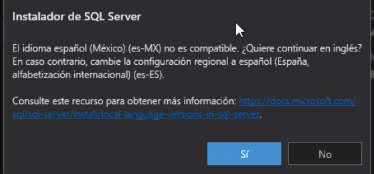 Instalador de SQL Server
El idioma español (México) (es-MX) no es compatible. ¿Quiere continuar en inglés?
En caso contrario, cambie la configuración regional a español (España,
alfabetización internacional) (es-ES).
Consulte este recurso para obtener más información: https://docs.microsoft.com/
sql/sql-server/install/local-language-versions-in-sql-server.
Sí
No